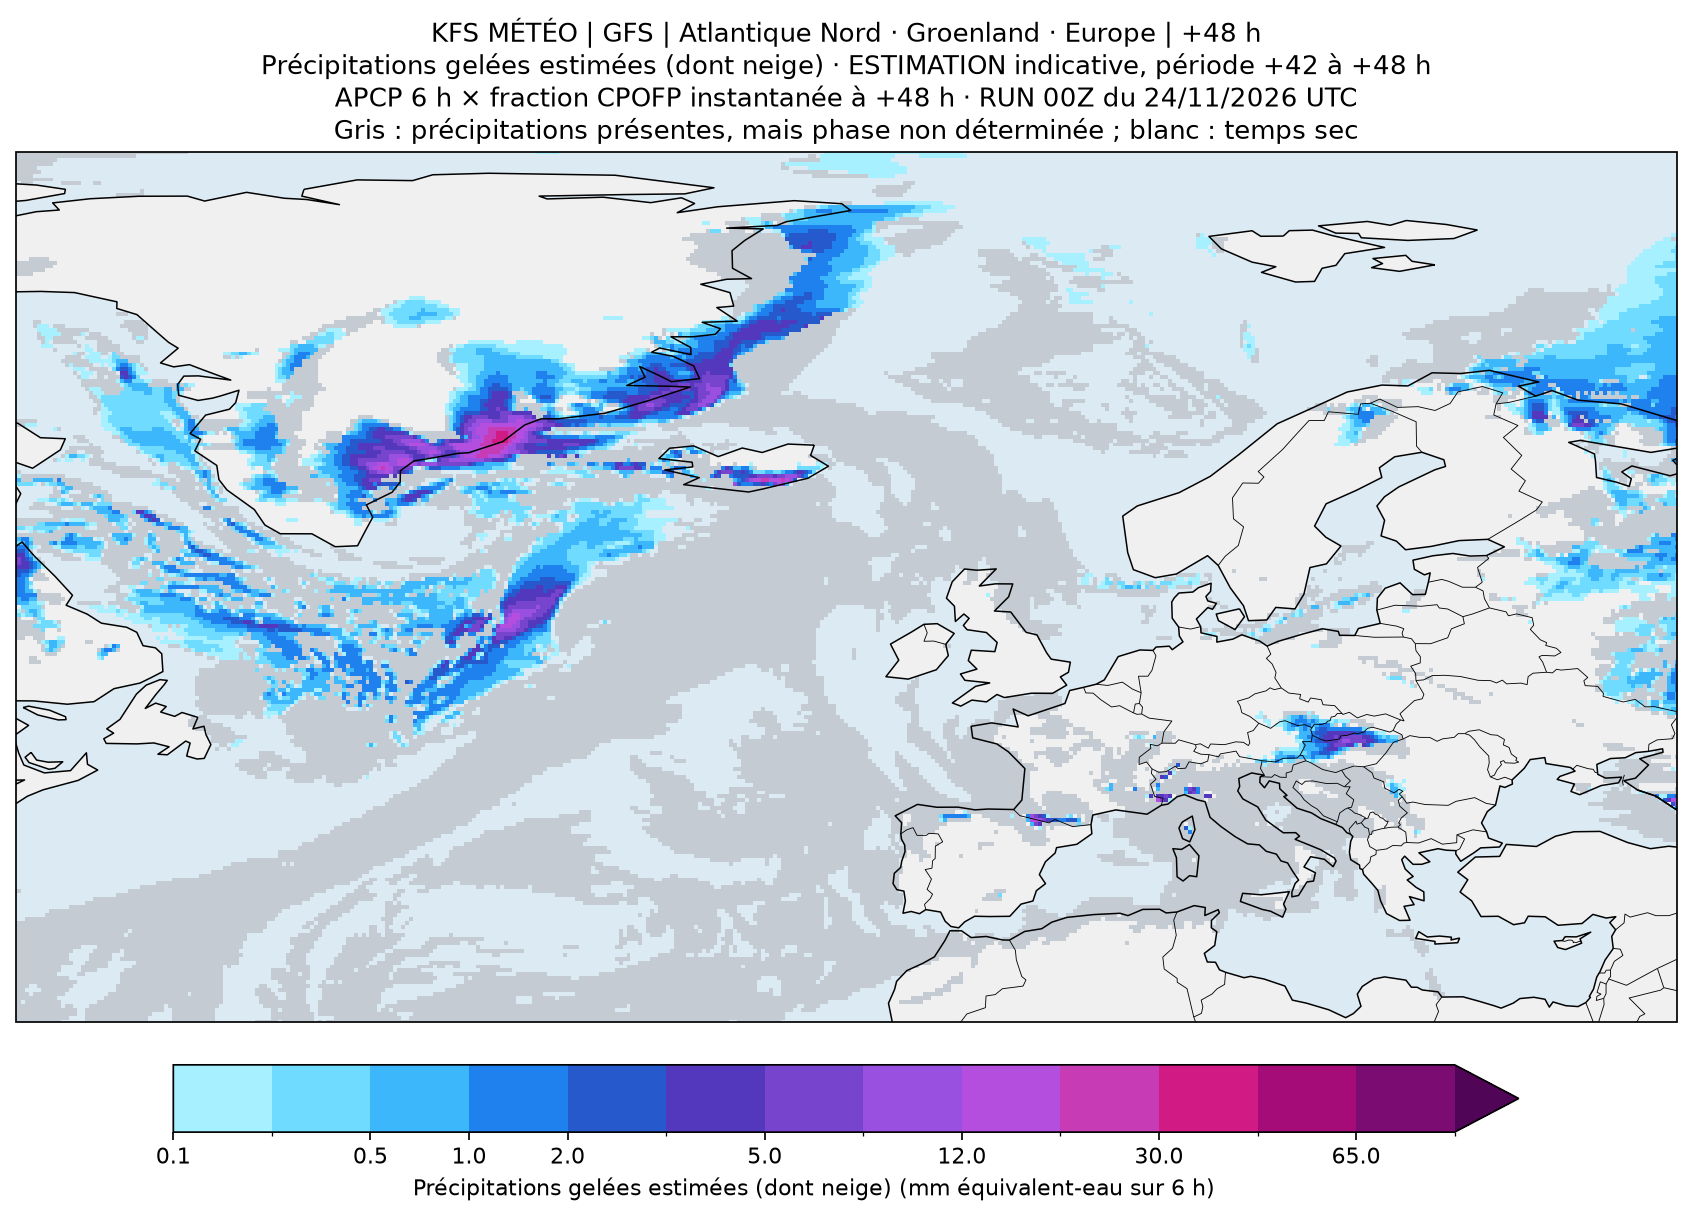 KFS MÉTÉO | GFS | Atlantique Nord · Groenland · Europe | +48 h
Précipitations gelées estimées (dont neige) · ESTIMATION indicative, période +42 à +48 h
APCP 6 h × fraction CPOFP instantanée à +48 h · RUN 00Z du 24/11/2026 UTC
Gris : précipitations présentes, mais phase non déterminée ; blanc : temps sec
0.1 0.5 1.0 2.0 5.0 12.0 30.0 65.0
Précipitations gelées estimées (dont neige) (mm équivalent-eau sur 6 h)